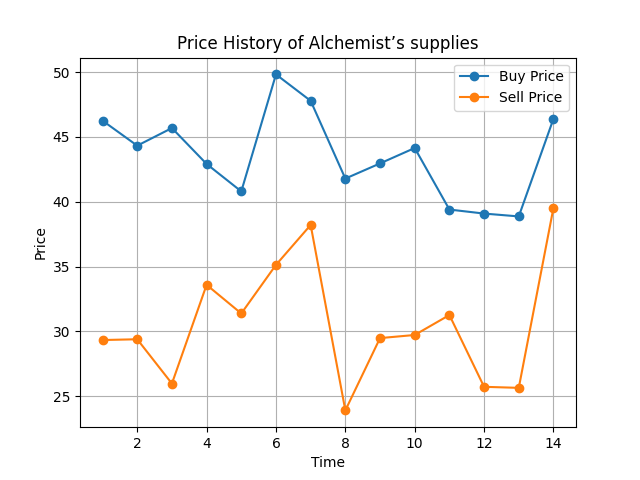 Price History of Alchemist’s supplies
Buy Price
Sell Price
50
45
40
35
30
25
Price
2 4 6 8 10 12 14
Time